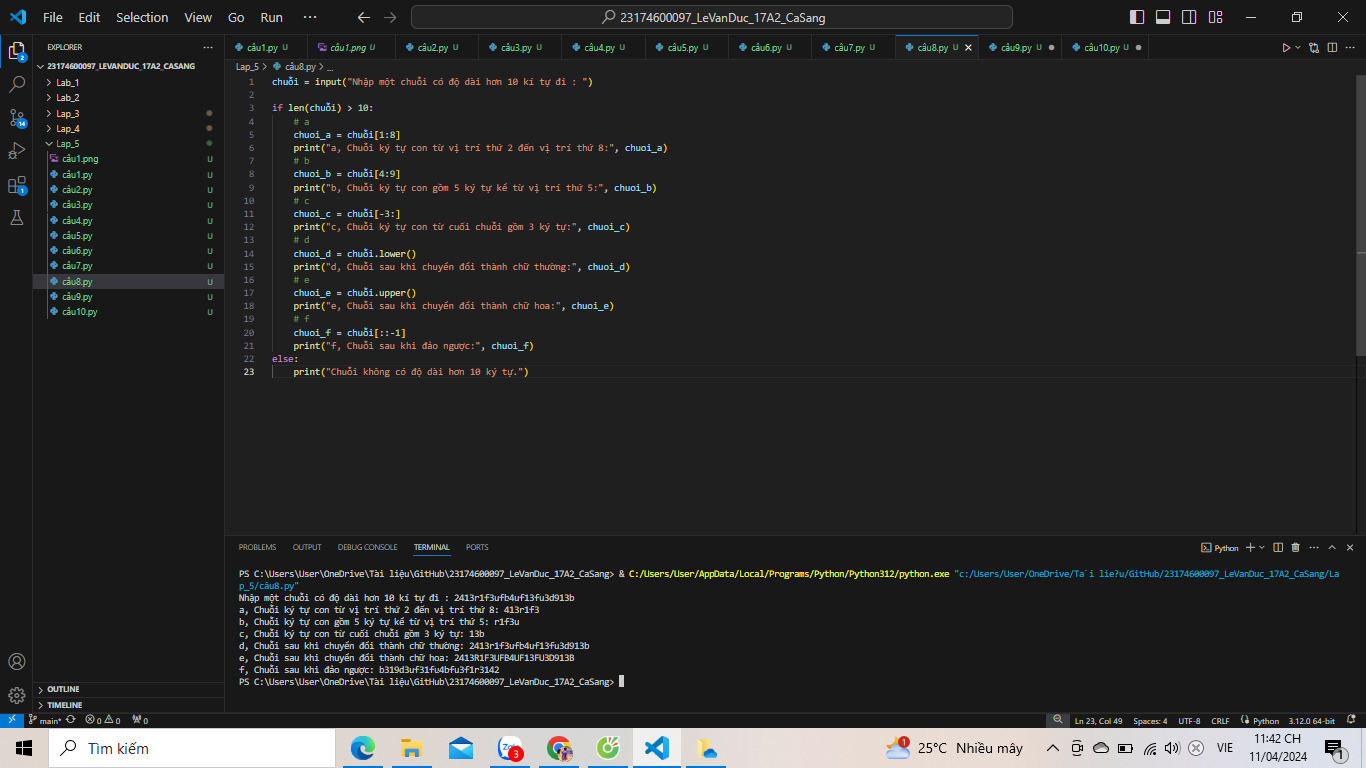 File Edit Selection View Go Run ··· 23174600097_LeVanDuc_17A2_CaSang
EXPLORER ···
23174600097_LEVANDUC_17A2_CASANG
Lab_1
Lab_2
Lap_3
Lap_4
Lap_5
câu1.png U
câu1.py U
câu2.py U
câu3.py U
câu4.py U
câu5.py U
câu6.py U
câu7.py U
câu8.py U
câu9.py U
câu10.py U
OUTLINE
TIMELINE
2
14
1
câu1.py U câu1.png U câu2.py U câu3.py U câu4.py U câu5.py U câu6.py U câu7.py U câu8.py U câu9.py U câu10.py U
Lap_5 > câu8.py > ...
1 chuỗi = input("Nhập một chuỗi có độ dài hơn 10 kí tự đi : ")
2
3 if len(chuỗi) > 10:
4 # a
5 chuoi_a = chuỗi[1:8]
6 print("a, Chuỗi ký tự con từ vị trí thứ 2 đến vị trí thứ 8:", chuoi_a)
7 # b
8 chuoi_b = chuỗi[4:9]
9 print("b, Chuỗi ký tự con gồm 5 ký tự kể từ vị trí thứ 5:", chuoi_b)
10 # c
11 chuoi_c = chuỗi[-3:]
12 print("c, Chuỗi ký tự con từ cuối chuỗi gồm 3 ký tự:", chuoi_c)
13 # d
14 chuoi_d = chuỗi.lower()
15 print("d, Chuỗi sau khi chuyển đổi thành chữ thường:", chuoi_d)
16 # e
17 chuoi_e = chuỗi.upper()
18 print("e, Chuỗi sau khi chuyển đổi thành chữ hoa:", chuoi_e)
19 # f
20 chuoi_f = chuỗi[::-1]
21 print("f, Chuỗi sau khi đảo ngược:", chuoi_f)
22 else:
23 print("Chuỗi không có độ dài hơn 10 ký tự.")
PROBLEMS OUTPUT DEBUG CONSOLE TERMINAL PORTS Python
PS C:\Users\User\OneDrive\Tài liệu\GitHub\23174600097_LeVanDuc_17A2_CaSang> & C:/Users/User/AppData/Local/Programs/Python/Python312/python.exe "c:/Users/User/OneDrive/Ta`i lie?u/GitHub/23174600097_LeVanDuc_17A2_CaSang/La
p_5/câu8.py"
Nhập một chuỗi có độ dài hơn 10 kí tự đi : 2413r1f3ufb4uf13fu3d913b
a, Chuỗi ký tự con từ vị trí thứ 2 đến vị trí thứ 8: 413r1f3
b, Chuỗi ký tự con gồm 5 ký tự kể từ vị trí thứ 5: r1f3u
c, Chuỗi ký tự con từ cuối chuỗi gồm 3 ký tự: 13b
d, Chuỗi sau khi chuyển đổi thành chữ thường: 2413r1f3ufb4uf13fu3d913b
e, Chuỗi sau khi chuyển đổi thành chữ hoa: 2413R1F3UFB4UF13FU3D913B
f, Chuỗi sau khi đảo ngược: b319d3uf31fu4bfu3f1r3142
PS C:\Users\User\OneDrive\Tài liệu\GitHub\23174600097_LeVanDuc_17A2_CaSang>
main* 0 0 0 Ln 23, Col 49 Spaces: 4 UTF-8 CRLF Python 3.12.0 64-bit
Tìm kiếm Zalo 3 1 25°C Nhiều mây VIE 11:42 CH
11/04/2024 1